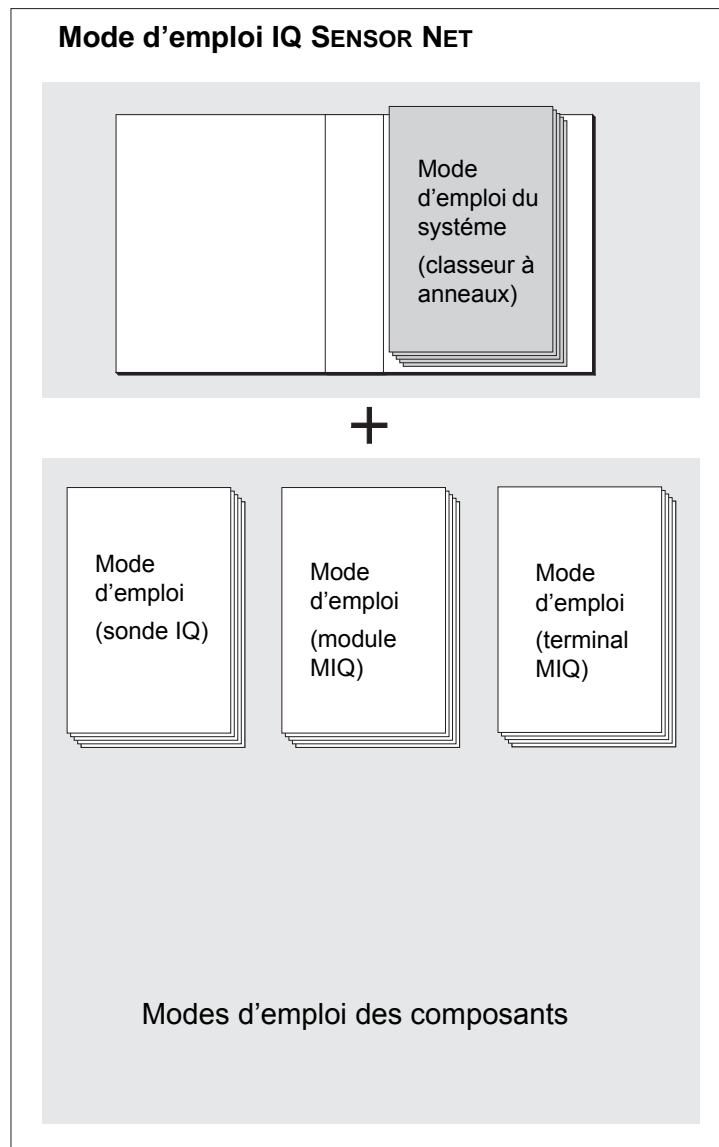 Mode d’emploi IQ SENSOR NET
Mode
d’emploi du
systéme
(classeur à
anneaux)
+
Mode
d’emploi
(sonde IQ)
Mode
d’emploi
(module
MIQ)
Mode
d’emploi
(terminal
MIQ)
Modes d’emploi des composants